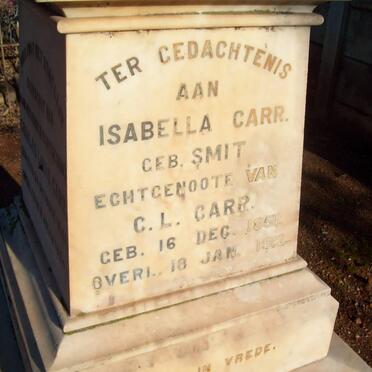 TER GEDACHTENIS
AAN
ISABELLA CARR.
GEB. SMIT
ECHTGENOOTE VAN
C. L. CARR.
GEB. 16 DEC.
OVERL. 18 JAN.
IN VREDE.